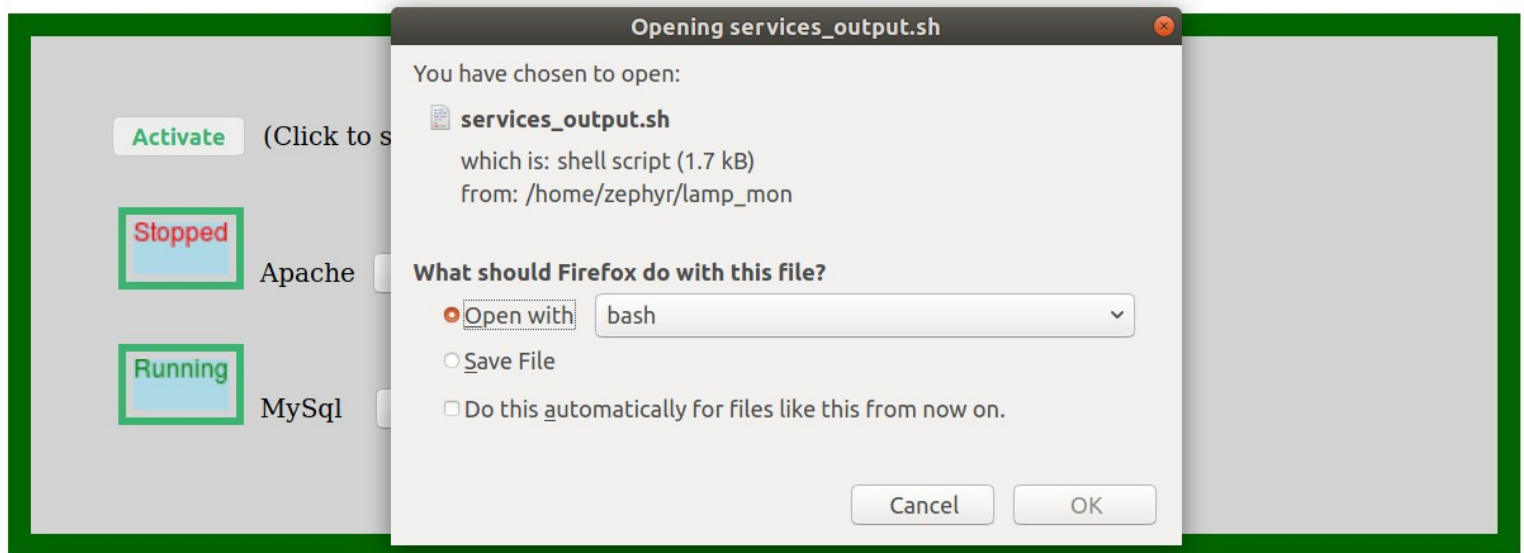 Opening services_output.sh
You have chosen to open:
services_output.sh
which is: shell script (1.7 kB)
from: /home/zephyr/lamp_mon
What should Firefox do with this file?
Open with bash
Save File
Do this automatically for files like this from now on.
Cancel OK
Activate (Click to s
Stopped
Apache
Running
MySql